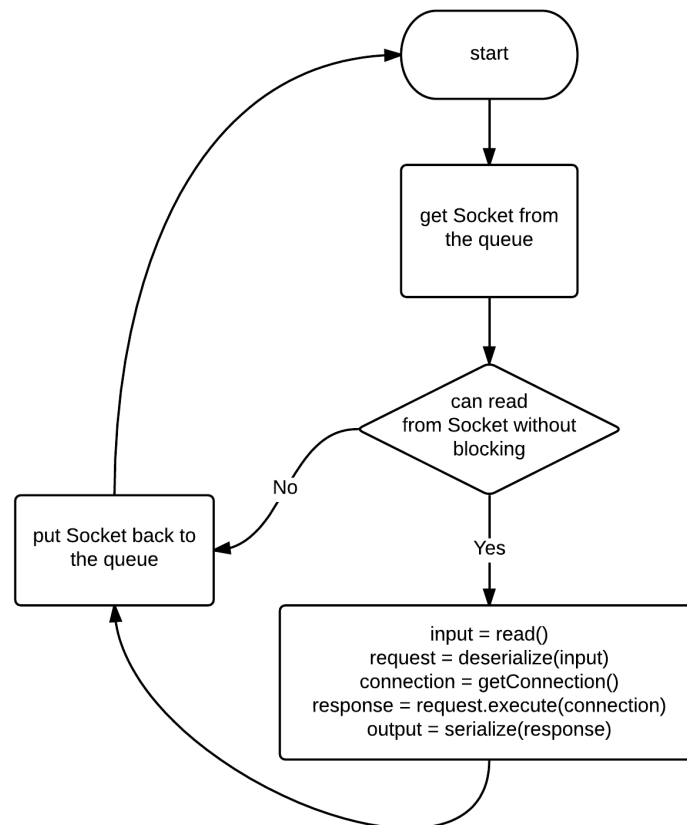 start
get Socket from
the queue
can read
from Socket without
blocking
No
put Socket back to
the queue
Yes
input = read()
request = deserialize(input)
connection = getConnection()
response = request.execute(connection)
output = serialize(response)